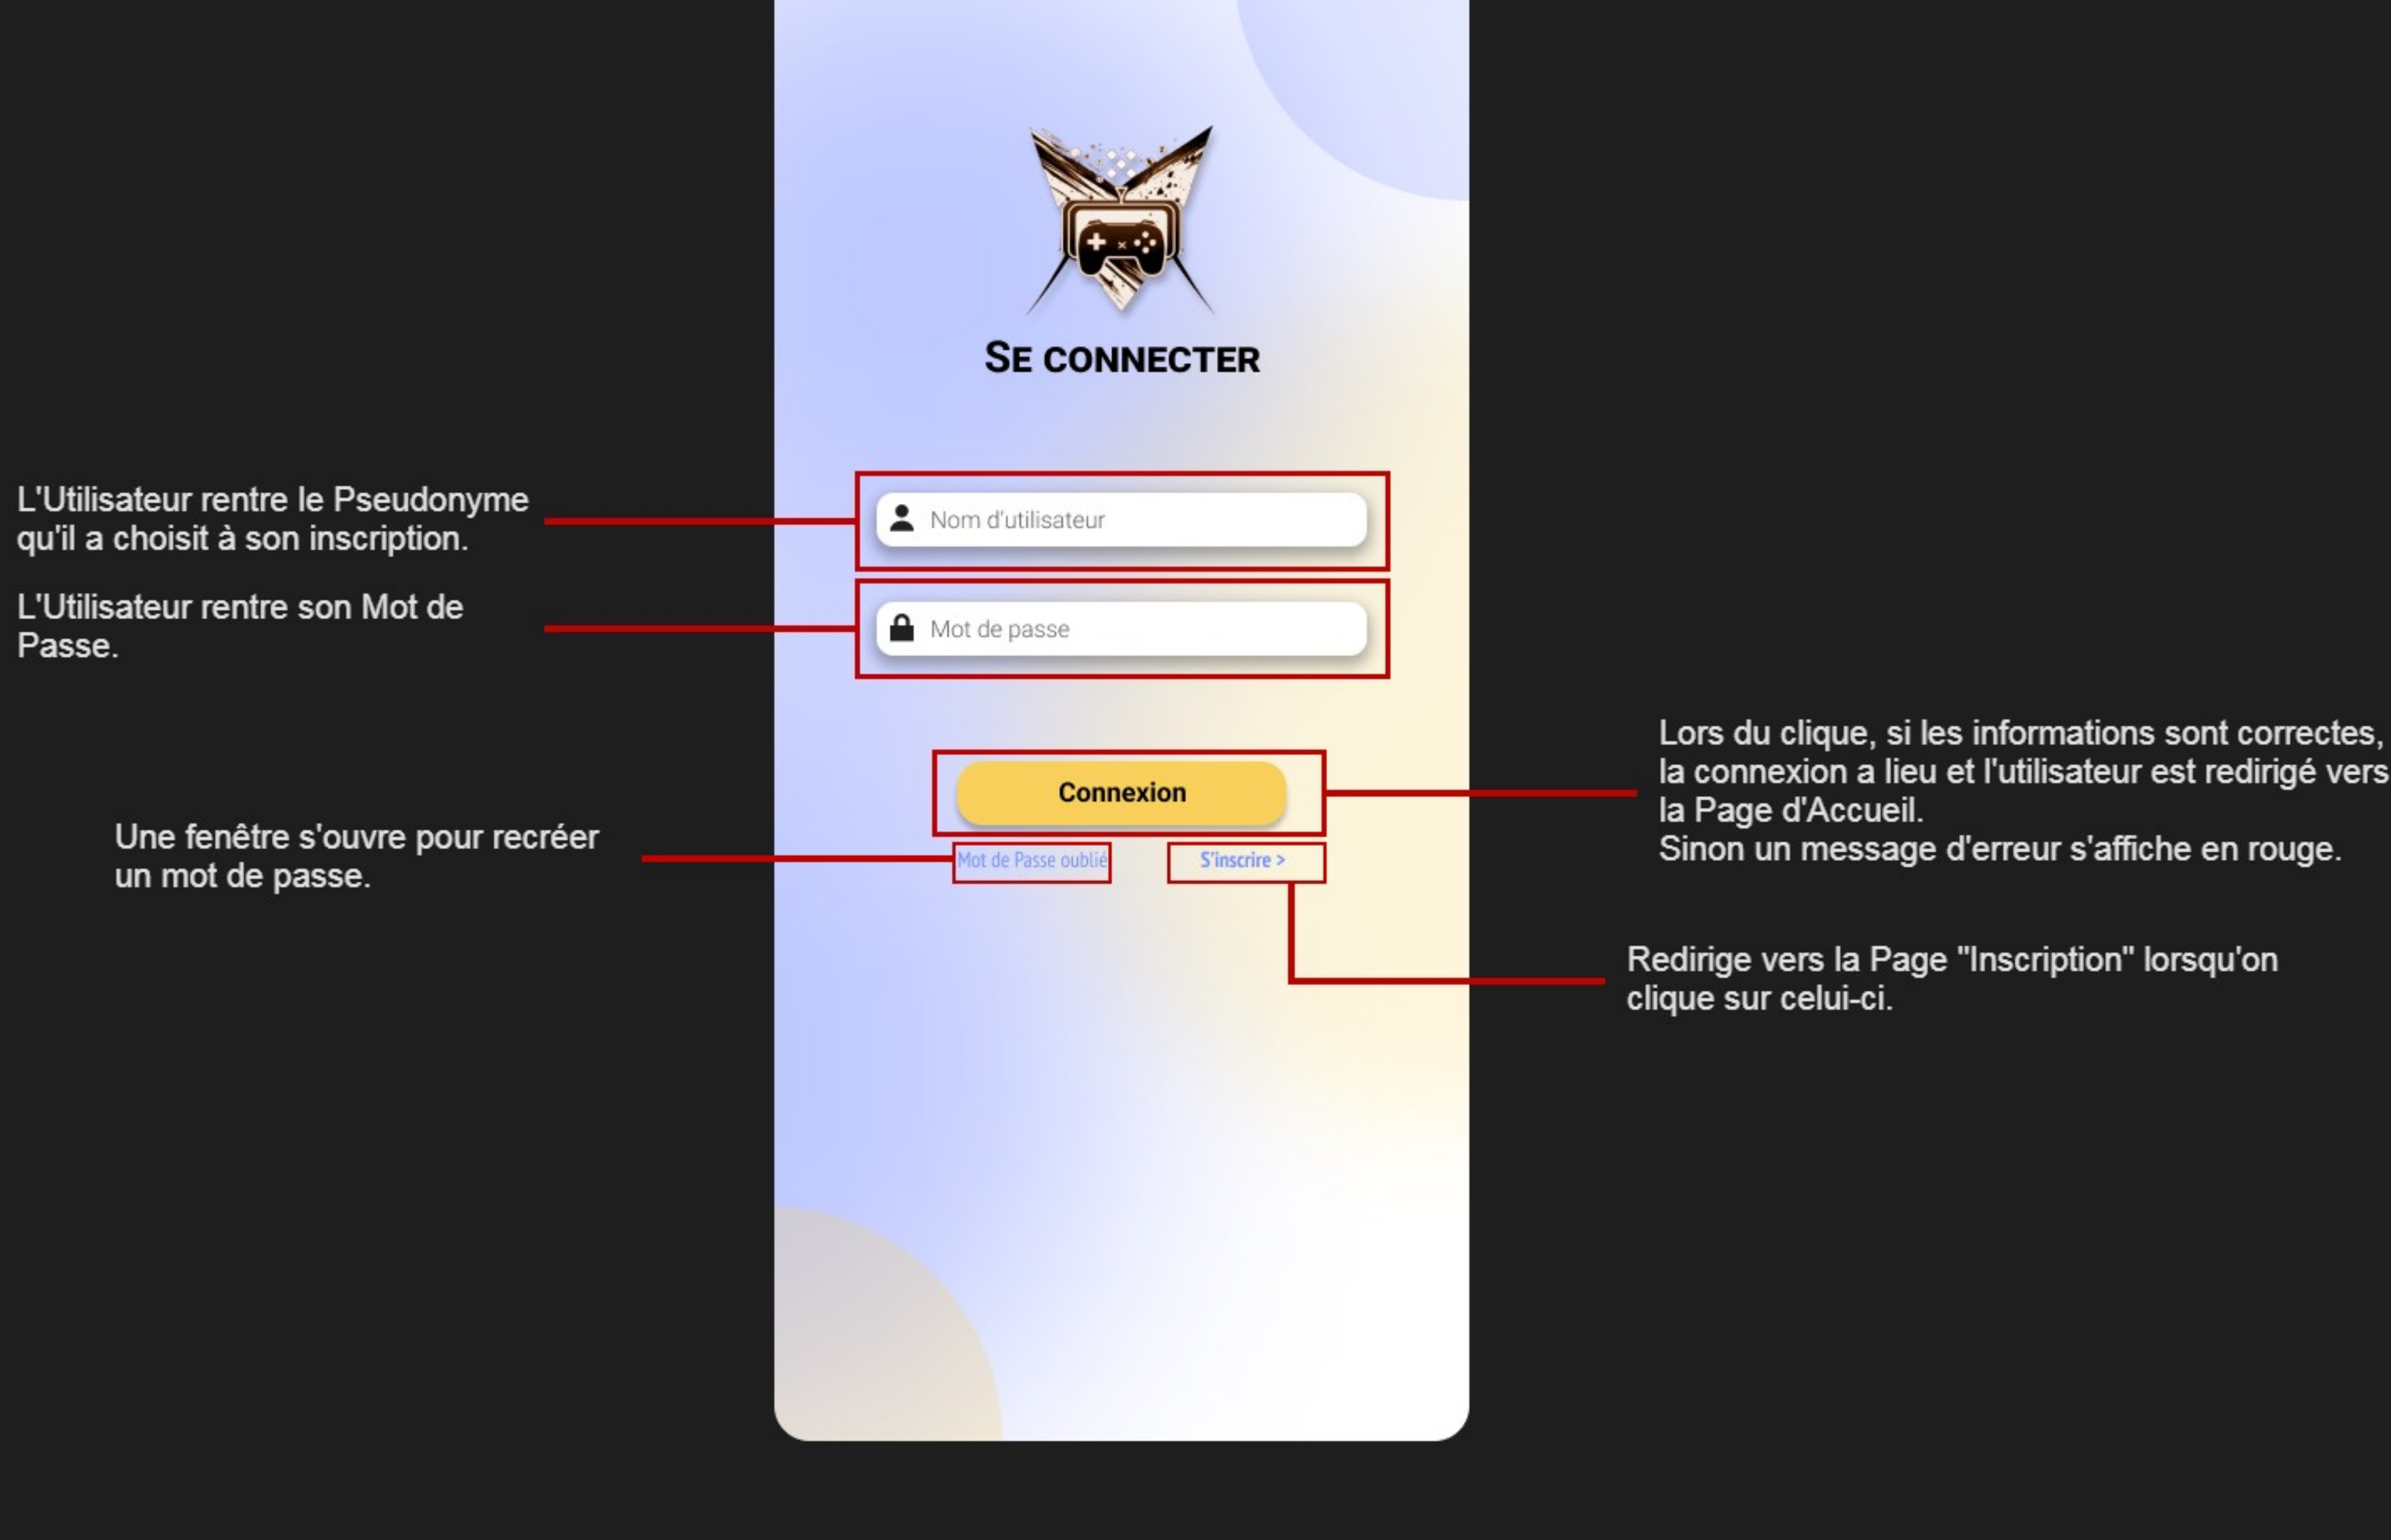 SE CONNECTER
L'Utilisateur rentre le Pseudonyme
qu'il a choisit à son inscription.
Nom d'utilisateur
L'Utilisateur rentre son Mot de
Passe.
Mot de passe
Connexion
Lors du clique, si les informations sont correctes,
la connexion a lieu et l'utilisateur est redirigé vers
la Page d'Accueil.
Sinon un message d'erreur s'affiche en rouge.
Une fenêtre s'ouvre pour recréer
un mot de passe.
Mot de Passe oublié
S'inscrire >
Redirige vers la Page "Inscription" lorsqu'on
clique sur celui-ci.